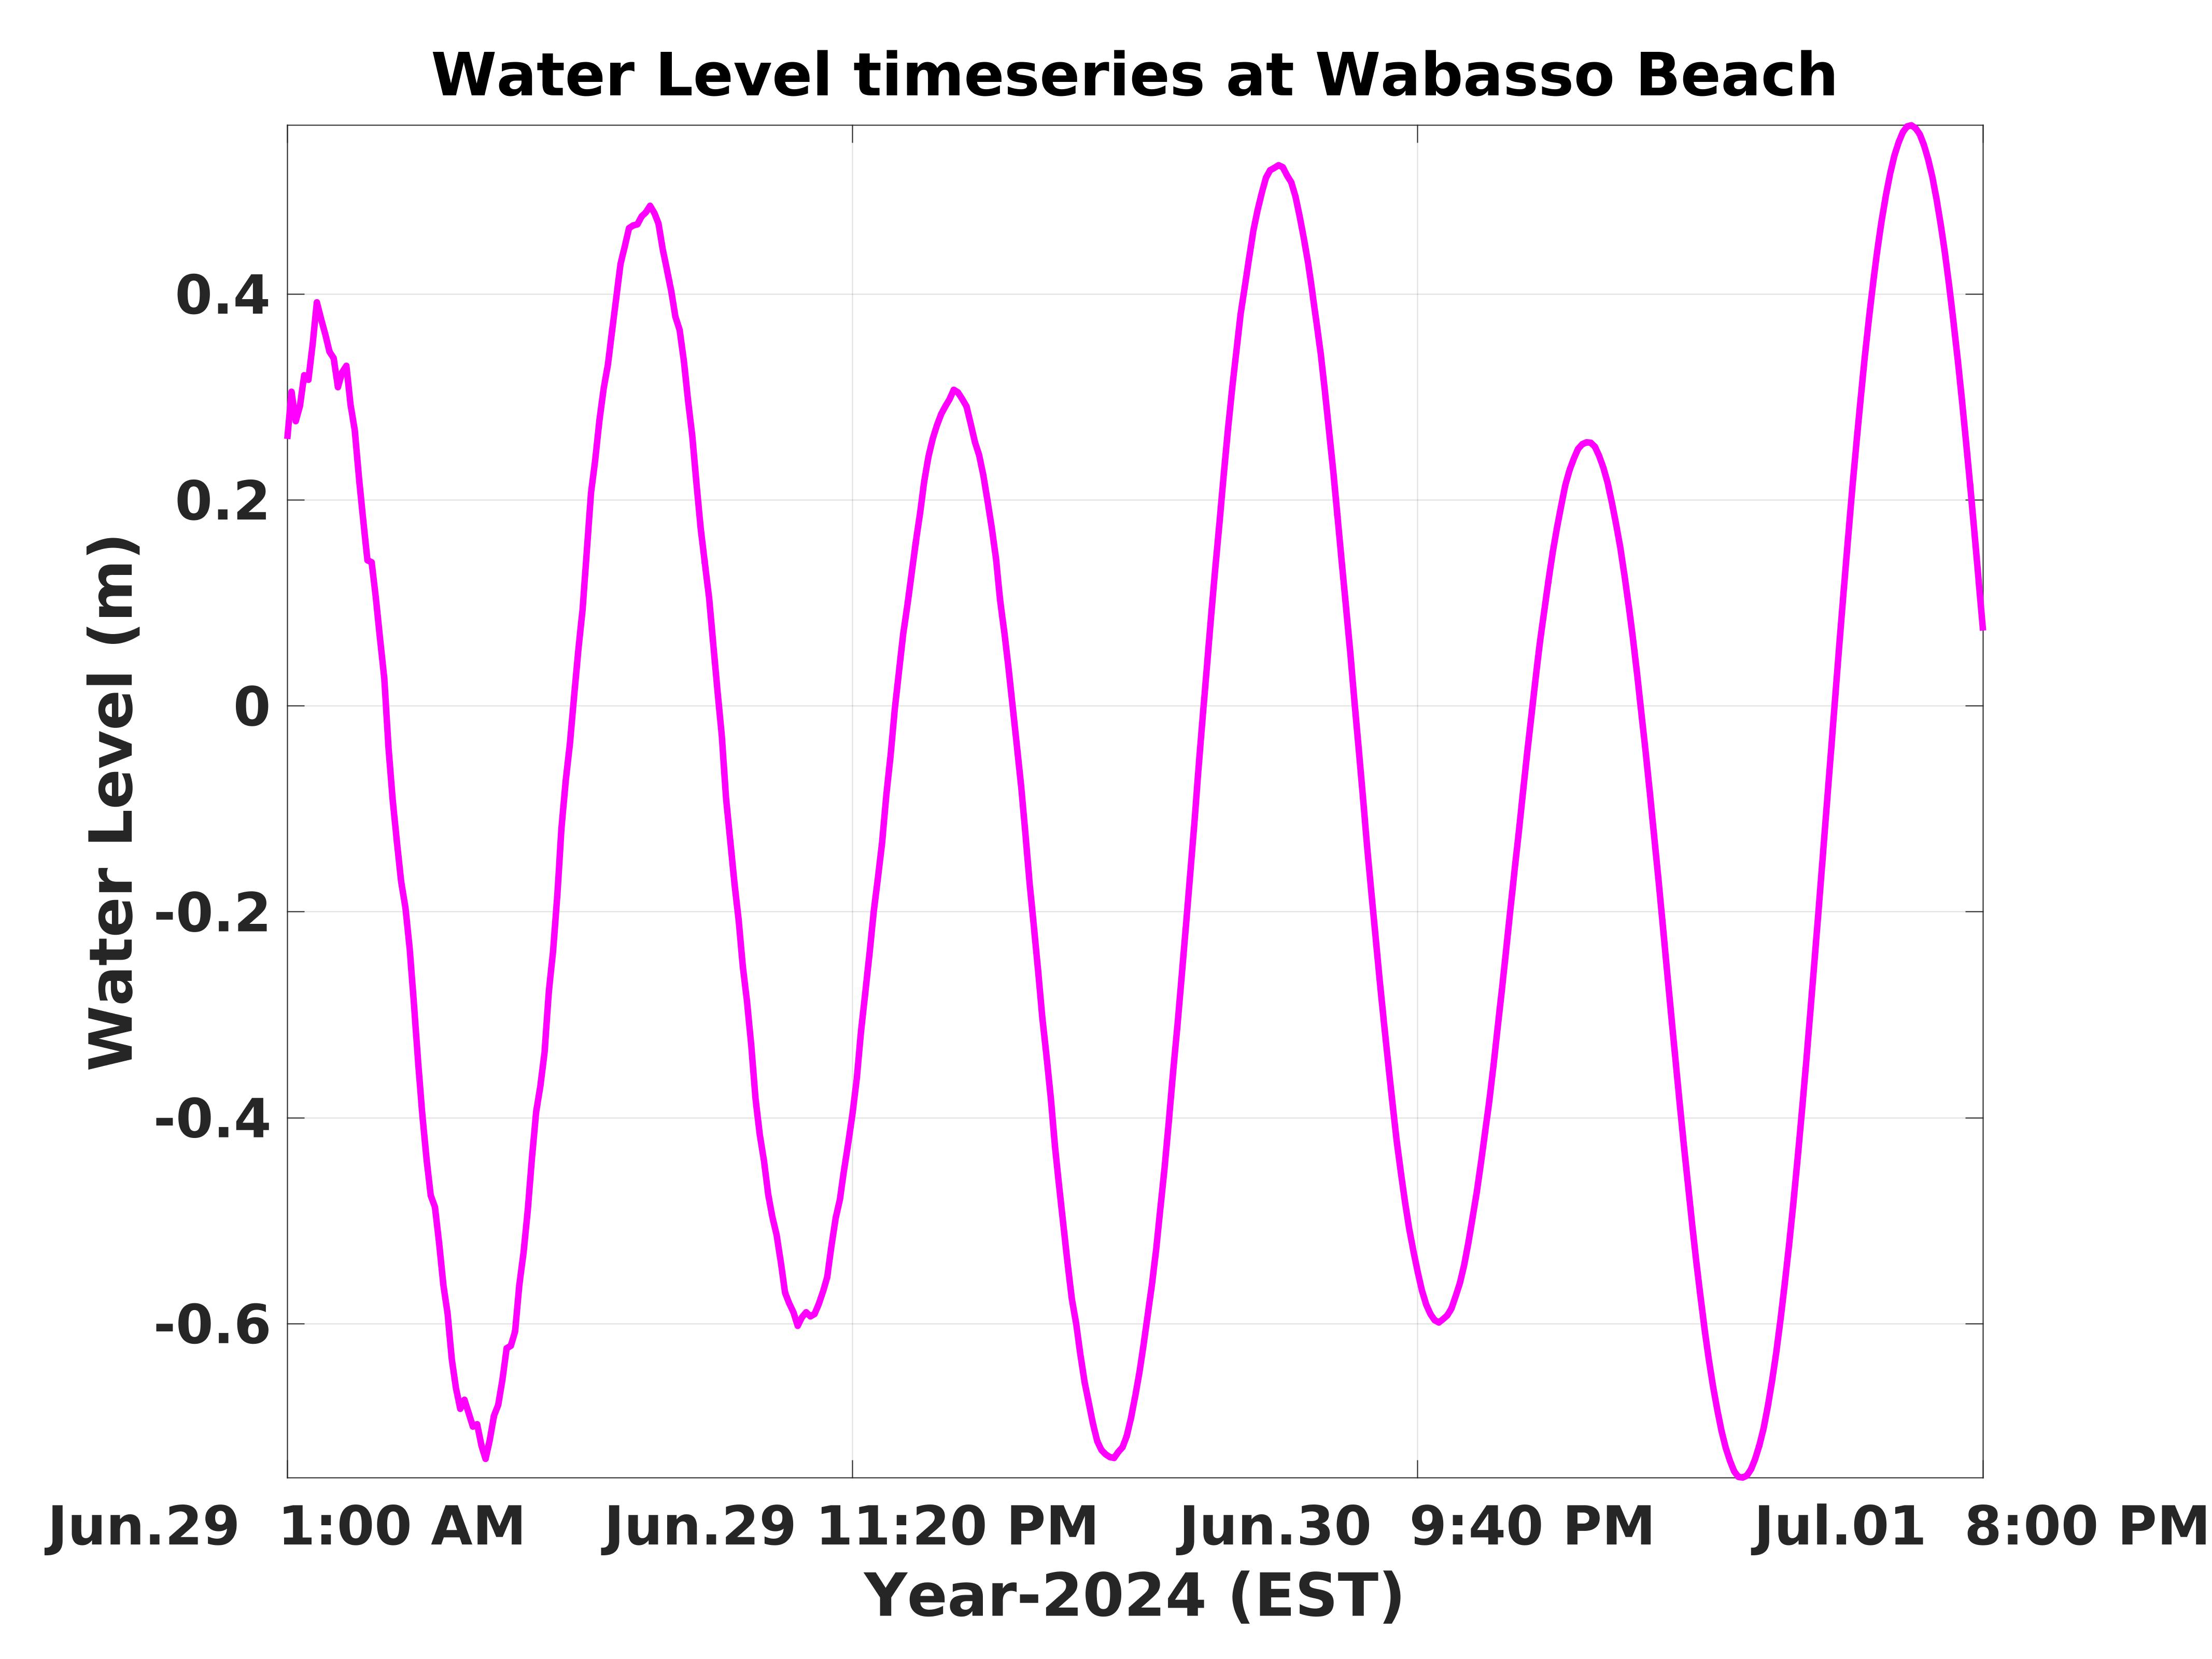 Water Level timeseries at Wabasso Beach
Water Level (m)
0.4
0.2
0
-0.2
-0.4
-0.6
Jun.29 1:00 AM Jun.29 11:20 PM Jun.30 9:40 PM Jul.01 8:00 PM
Year-2024 (EST)